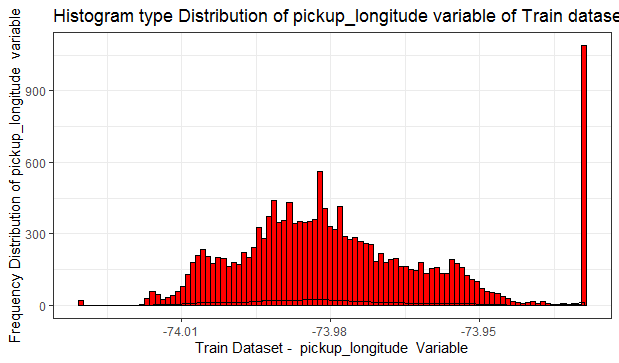 Histogram type Distribution of pickup_longitude variable of Train datase
Frequency Distribution of pickup_longitude variable
900
600
300
0
-74.01
-73.98
-73.95
Train Dataset - pickup_longitude Variable